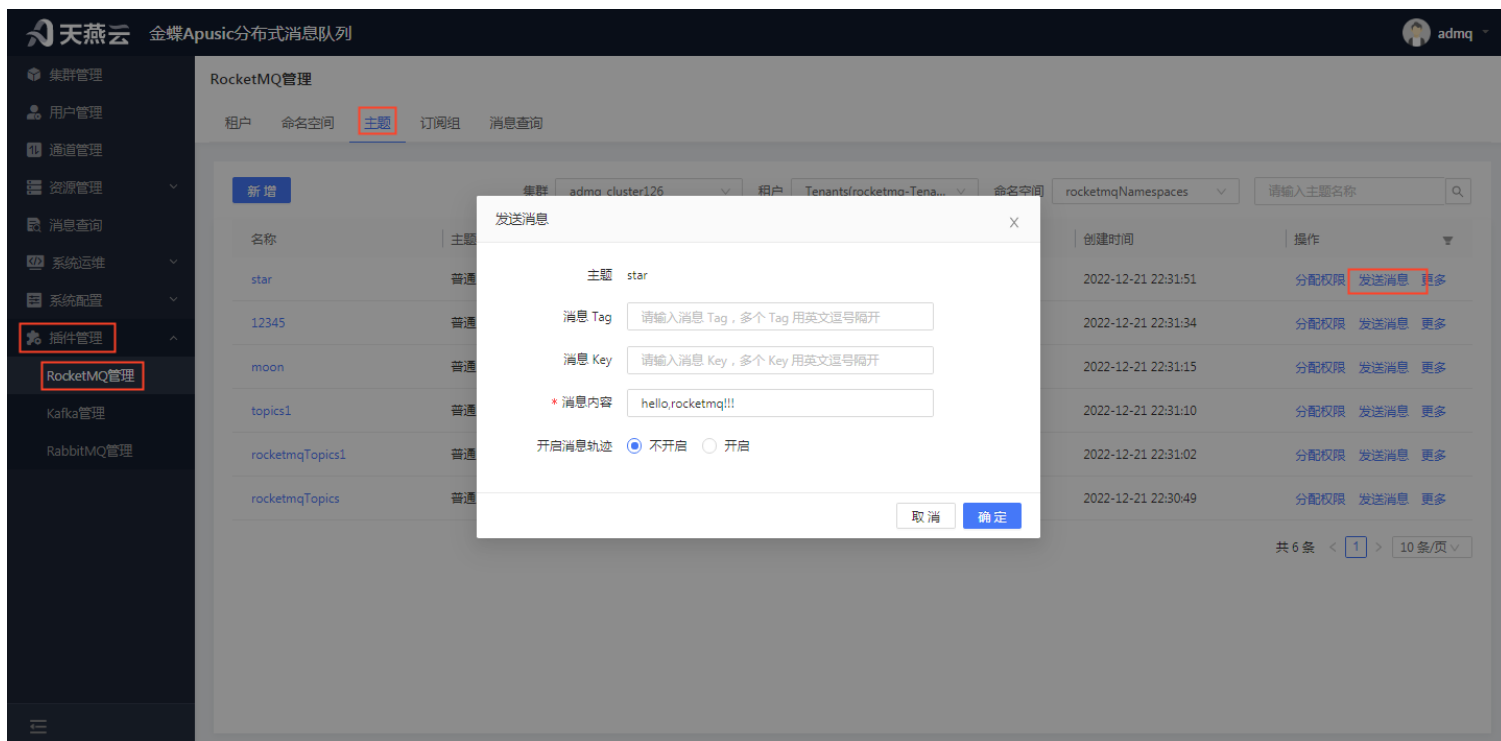 天燕云 金蝶Apusic分布式消息队列 admq
集群管理
用户管理
通道管理
资源管理
消息查询
系统运维
系统配置
插件管理
RocketMQ管理
Kafka管理
RabbitMQ管理
RocketMQ管理
租户 命名空间 主题 订阅组 消息查询
新增 集群 admq_cluster126 租户 Tenants(rocketmq-Tena... 命名空间 rocketmqNamespaces 请输入主题名称
名称 主题 创建时间 操作
star 普通 2022-12-21 22:31:51 分配权限 发送消息 更多
12345 普通 2022-12-21 22:31:34 分配权限 发送消息 更多
moon 普通 2022-12-21 22:31:15 分配权限 发送消息 更多
topics1 普通 2022-12-21 22:31:10 分配权限 发送消息 更多
rocketmqTopics1 普通 2022-12-21 22:31:02 分配权限 发送消息 更多
rocketmqTopics 普通 2022-12-21 22:30:49 分配权限 发送消息 更多
共 6 条 < 1 > 10 条/页
发送消息 X
主题 star
消息 Tag 请输入消息 Tag，多个 Tag 用英文逗号隔开
消息 Key 请输入消息 Key，多个 Key 用英文逗号隔开
* 消息内容 hello,rocketmq!!!
开启消息轨迹 不开启 开启
取消 确定